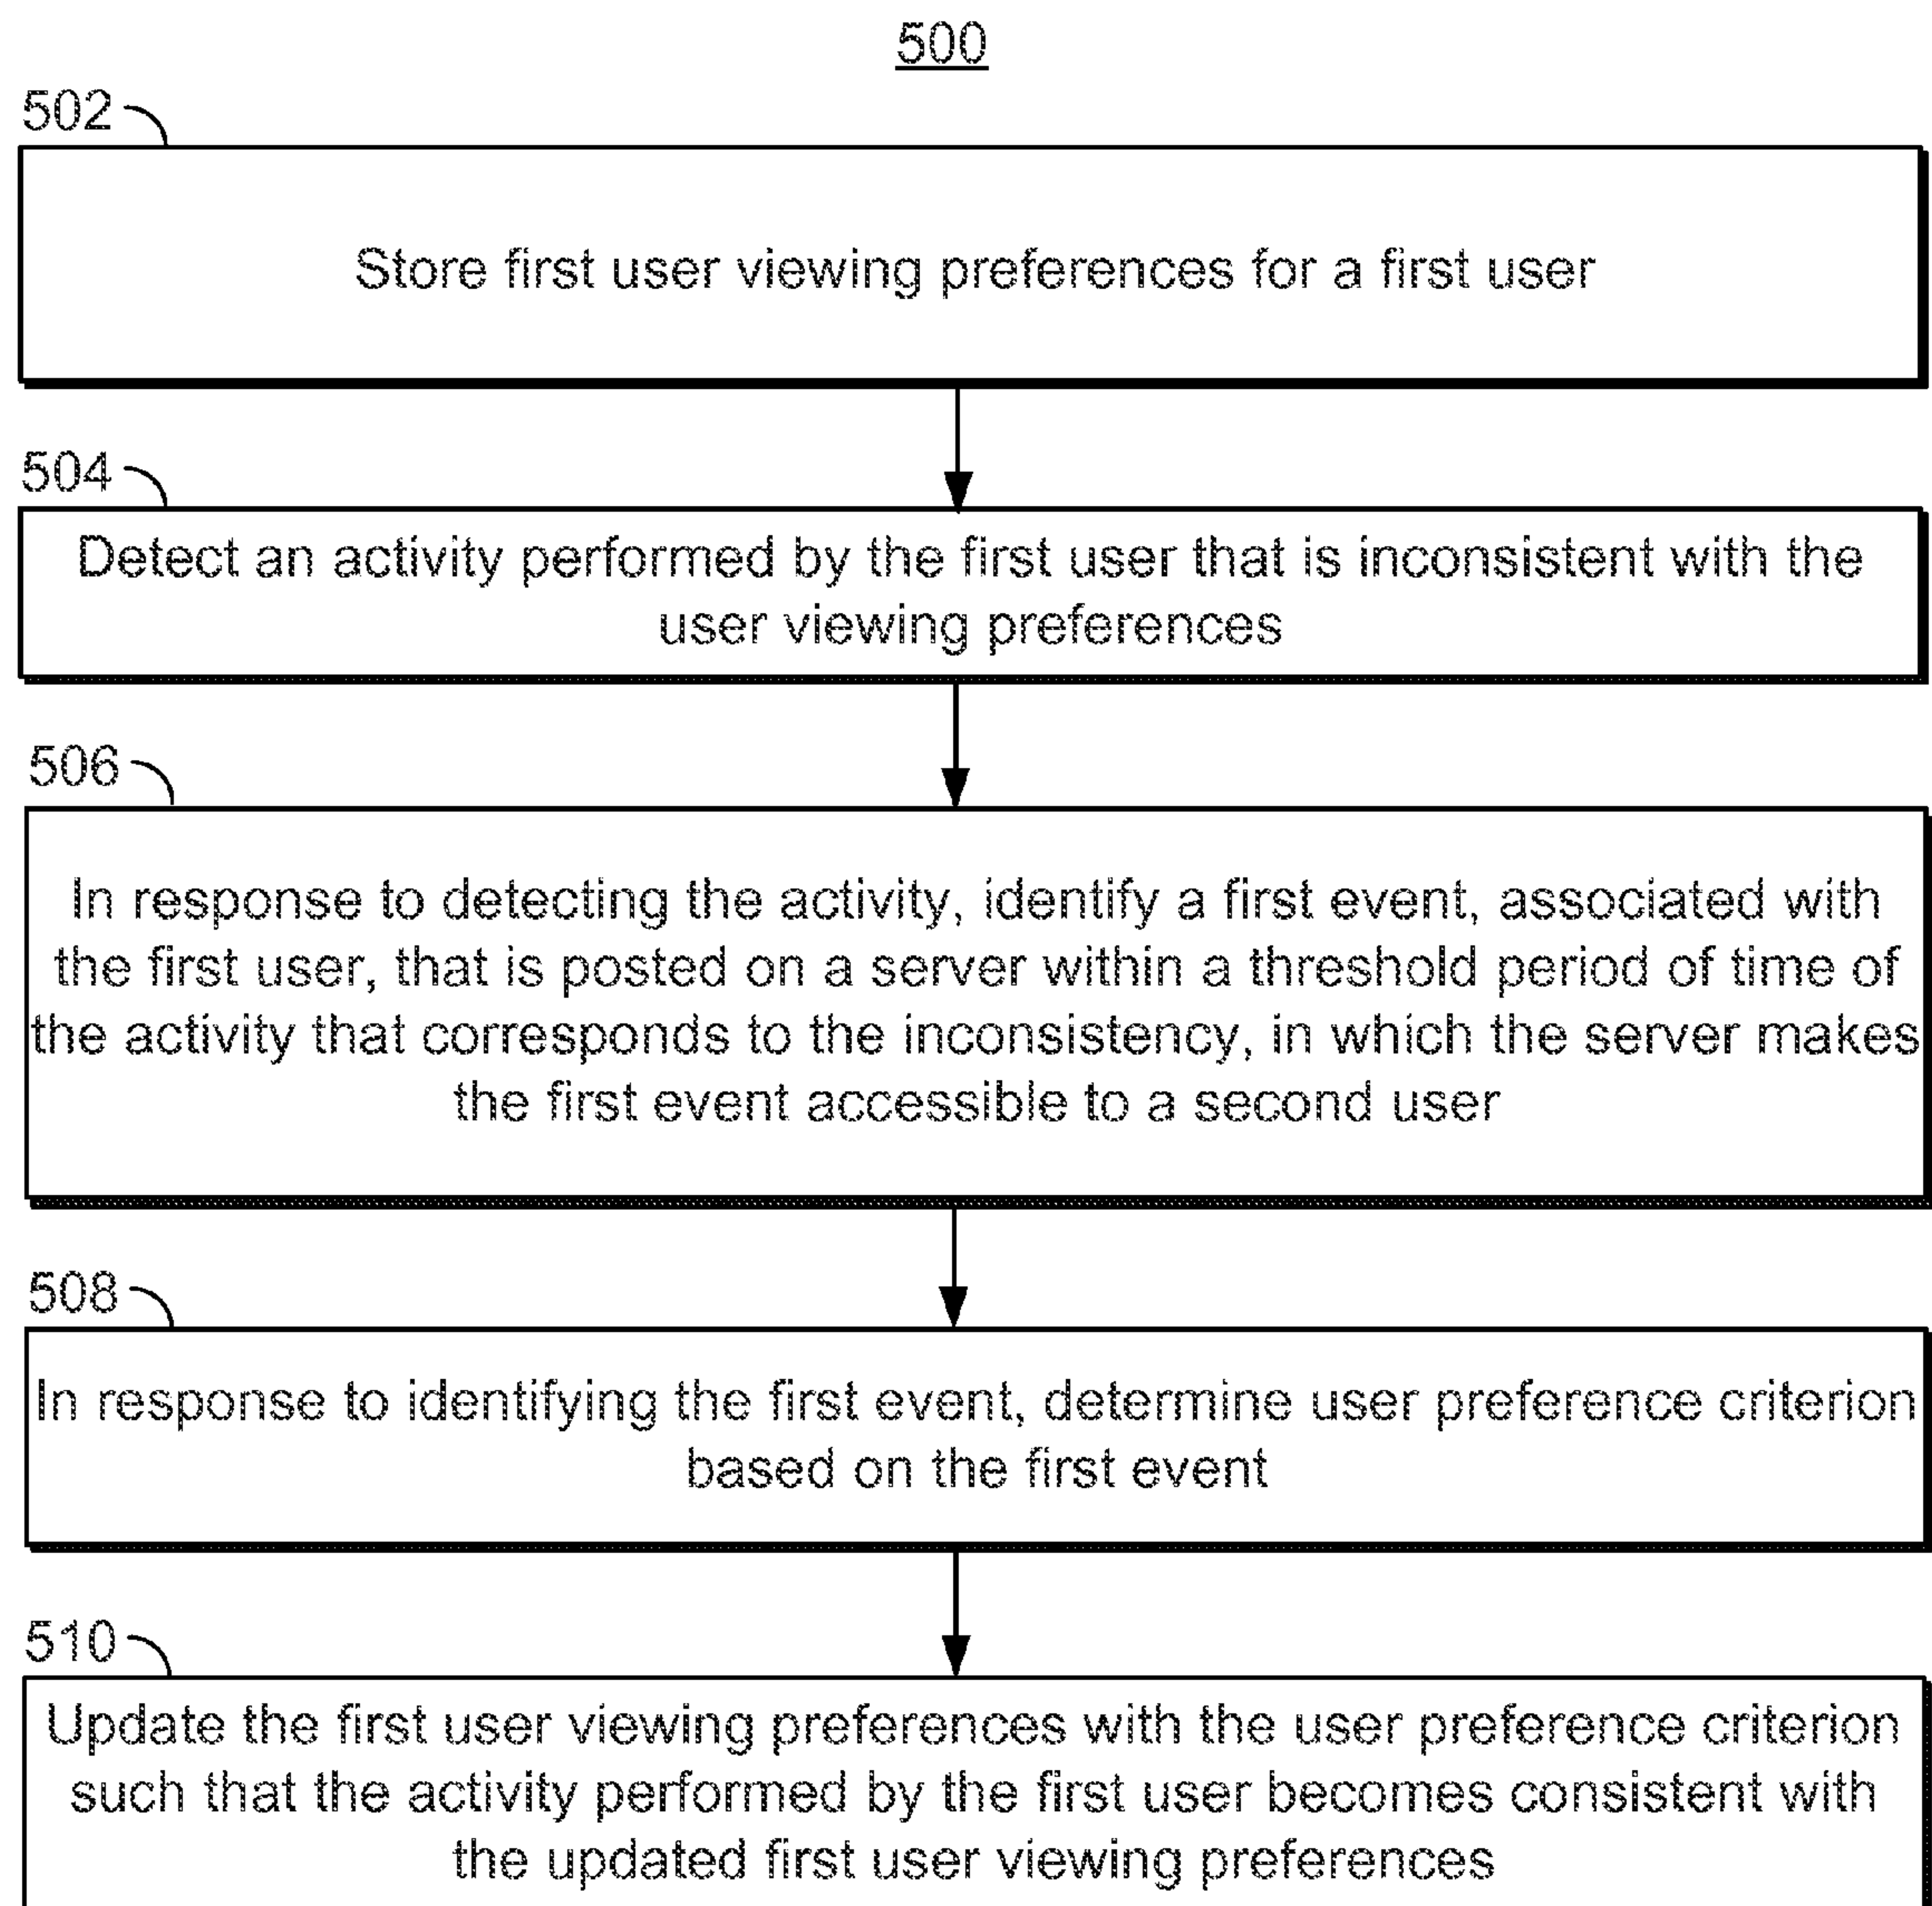 500
502
Store first user viewing preferences for a first user
504
Detect an activity performed by the first user that is inconsistent with the
user viewing preferences
506
In response to detecting the activity, identify a first event, associated with
the first user, that is posted on a server within a threshold period of time of
the activity that corresponds to the inconsistency, in which the server makes
the first event accessible to a second user
508
In response to identifying the first event, determine user preference criterion
based on the first event
510
Update the first user viewing preferences with the user preference criterion
such that the activity performed by the first user becomes consistent with
the updated first user viewing preferences